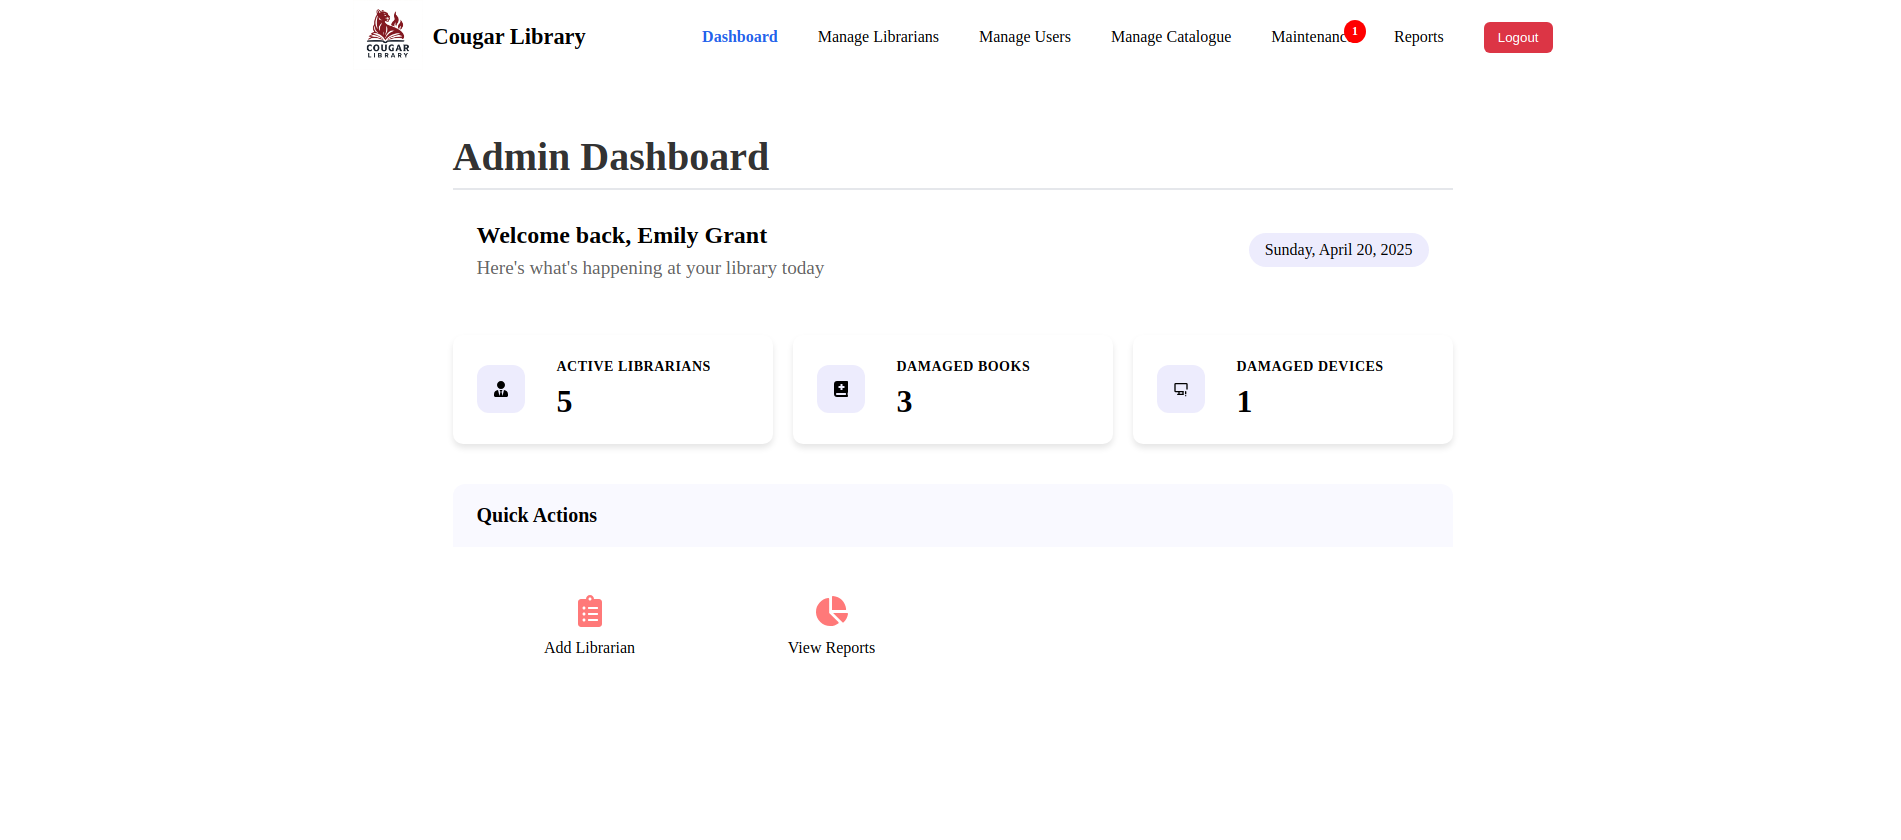 COUGAR
LIBRARY
Cougar Library
Dashboard
Manage Librarians
Manage Users
Manage Catalogue
Maintenanc
1
Reports
Logout
Admin Dashboard
Welcome back, Emily Grant
Here's what's happening at your library today
Sunday, April 20, 2025
ACTIVE LIBRARIANS
5
DAMAGED BOOKS
3
DAMAGED DEVICES
1
Quick Actions
Add Librarian
View Reports